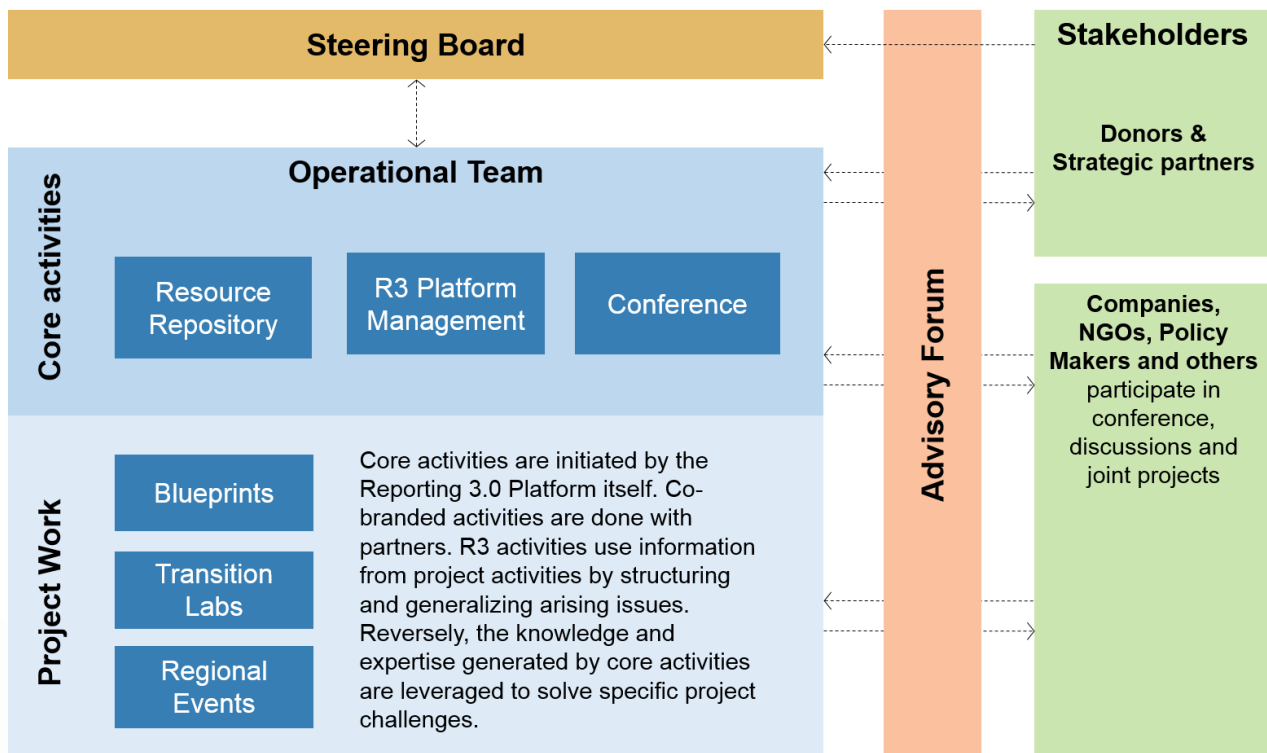 Steering Board
Stakeholders
Donors &
Strategic partners
Core activities
Operational Team
Resource
Repository
R3 Platform
Management
Conference
Advisory Forum
Companies,
NGOs, Policy
Makers and others
participate in
conference,
discussions and
joint projects
Project Work
Blueprints
Transition
Labs
Regional
Events
Core activities are initiated by the
Reporting 3.0 Platform itself. Co-
branded activities are done with
partners. R3 activities use information
from project activities by structuring
and generalizing arising issues.
Reversely, the knowledge and
expertise generated by core activities
are leveraged to solve specific project
challenges.